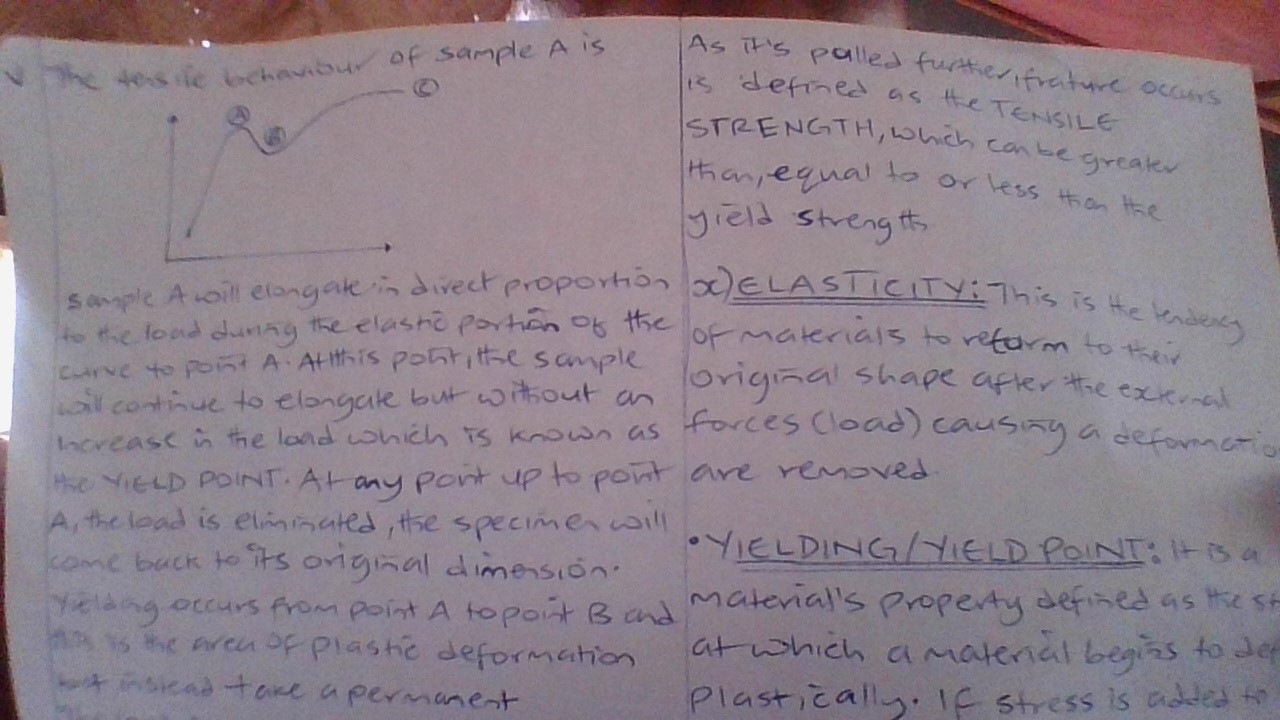 The tensile behaviour of sample A is
A
B
C
Sample A will elongate in direct proportion
to the load during the elastic portion of the
curve to point A. At this point, the sample
will continue to elongate but without an
increase in the load which is known as
the YIELD POINT. At any point up to point
A, the load is eliminated, the specimen will
come back to its original dimension.
Yielding occurs from point A to point B and
this is the area of plastic deformation
instead take a permanent
As it's pulled further, frature occurs
is defined as the TENSILE
STRENGTH, which can be greater
than, equal to or less than the
yield strength
x) ELASTICITY: This is the tendency
of materials to reform to their
original shape after the external
forces (load) causing a deformatio
are removed.
• YIELDING/YIELD POINT: It is a
material's property defined as the st
at which a material begins to def
plastically. If stress is added to